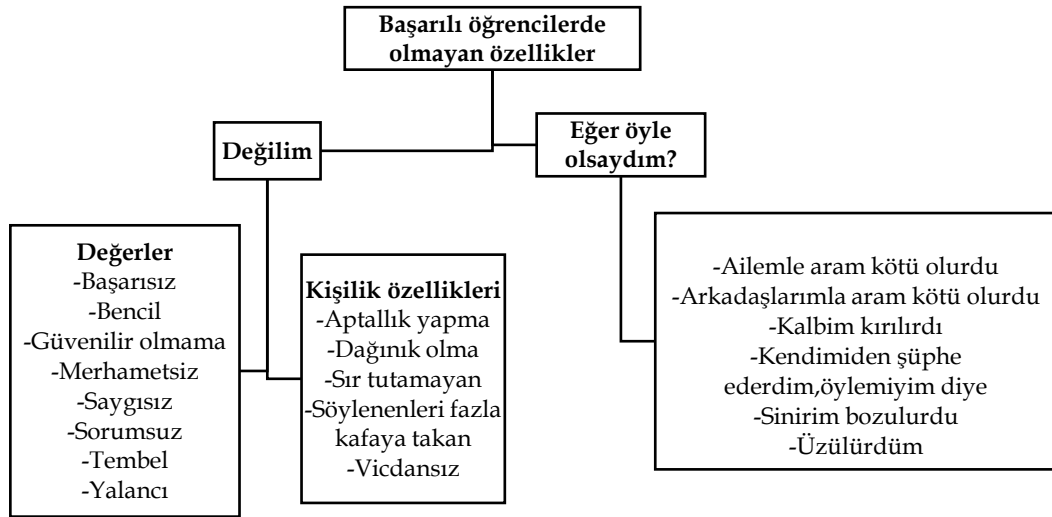 Başarılı öğrencilerde
olmayan özellikler
Değilim
Eğer öyle
olsaydım?
Değerler
-Başarısız
-Bencil
-Güvenilir olmama
-Merhametsiz
-Saygısız
-Sorumsuz
-Tembel
-Yalancı
Kişilik özellikleri
-Aptallık yapma
-Dağınık olma
-Sır tutamayan
-Söylenenleri fazla
kafaya takan
-Vicdansız
-Ailemle aram kötü olurdu
-Arkadaşlarımla aram kötü olurdu
-Kalbim kırılırdı
-Kendimiden şüphe
ederdim,öylemiyim diye
-Sinirim bozulurdu
-Üzülürdüm